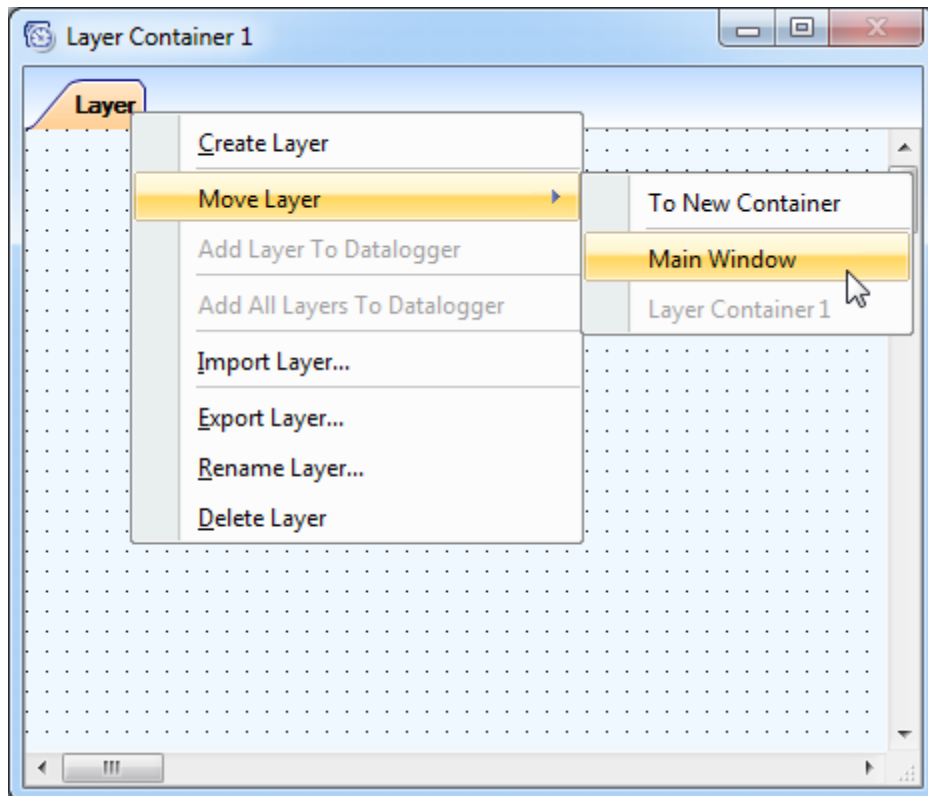 Layer Container 1
Layer
Create Layer
Move Layer
To New Container
Add Layer To Datalogger
Main Window
Add All Layers To Datalogger
Layer Container 1
Import Layer...
Export Layer...
Rename Layer...
Delete Layer